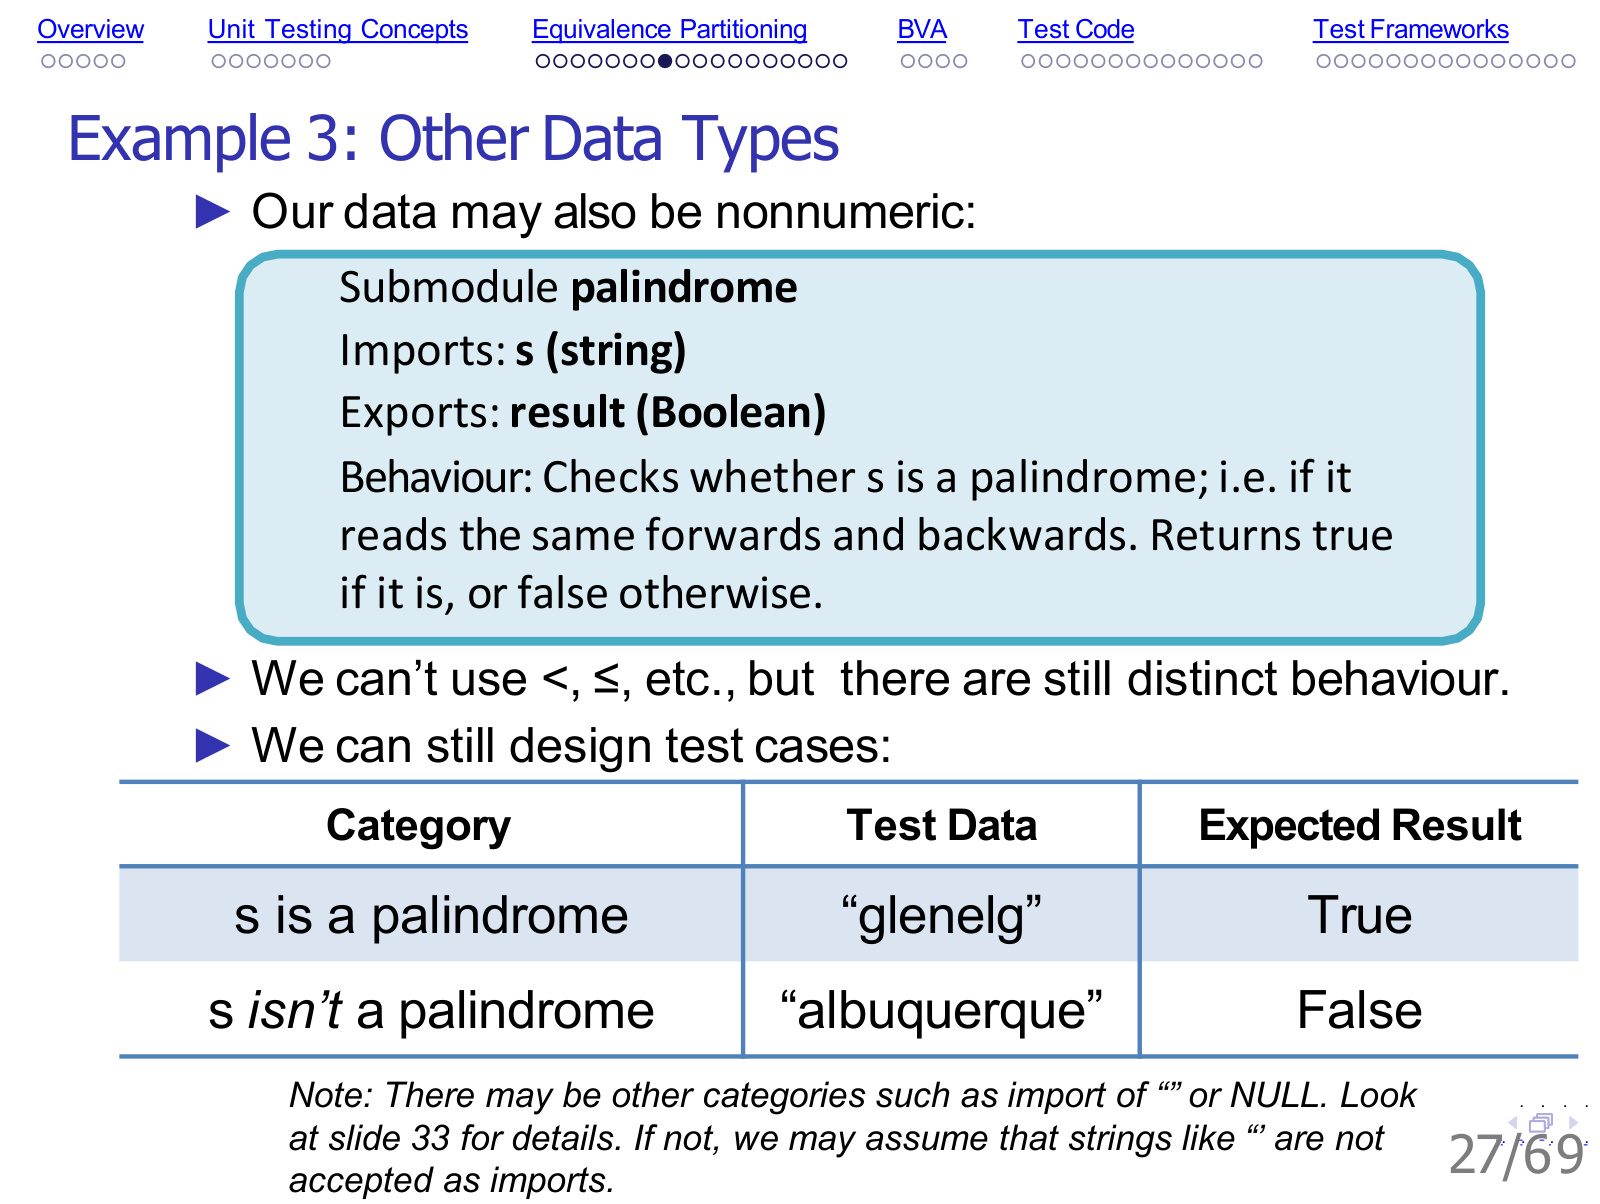 Overview Unit Testing Concepts Equivalence Partitioning BVA Test Code Test Frameworks
Example 3: Other Data Types
► Our data may also be nonnumeric:
Submodule palindrome
Imports: s (string)
Exports: result (Boolean)
Behaviour: Checks whether s is a palindrome; i.e. if it
reads the same forwards and backwards. Returns true
if it is, or false otherwise.
► We can’t use <, ≤, etc., but there are still distinct behaviour.
► We can still design test cases:
Category Test Data Expected Result
s is a palindrome “glenelg” True
s isn’t a palindrome “albuquerque” False
Note: There may be other categories such as import of “” or NULL. Look
at slide 33 for details. If not, we may assume that strings like “’ are not
accepted as imports.
27/69